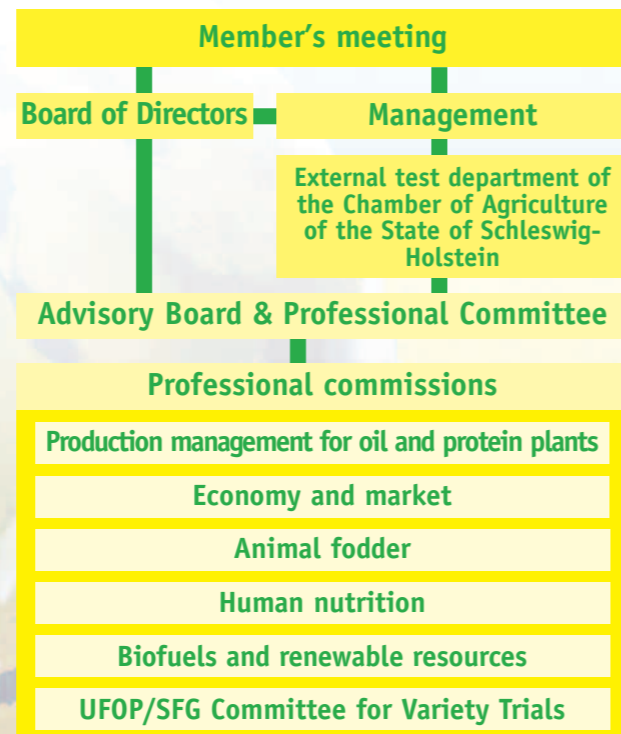 Member's meeting
Board of Directors
Management
External test department of
the Chamber of Agriculture
of the State of Schleswig-
Holstein
Advisory Board & Professional Committee
Professional commissions
Production management for oil and protein plants
Economy and market
Animal fodder
Human nutrition
Biofuels and renewable resources
UFOP/SFG Committee for Variety Trials